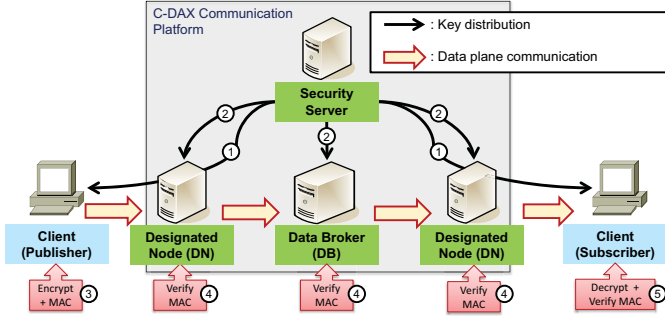 C-DAX Communication
Platform
: Key distribution
: Data plane communication
Security
Server
2
2
2
1
1
Client
(Publisher)
Designated
Node (DN)
Data Broker
(DB)
Designated
Node (DN)
Client
(Subscriber)
Encrypt
+ MAC
3
Verify
MAC
4
Verify
MAC
4
Verify
MAC
4
Decrypt +
Verify MAC
5